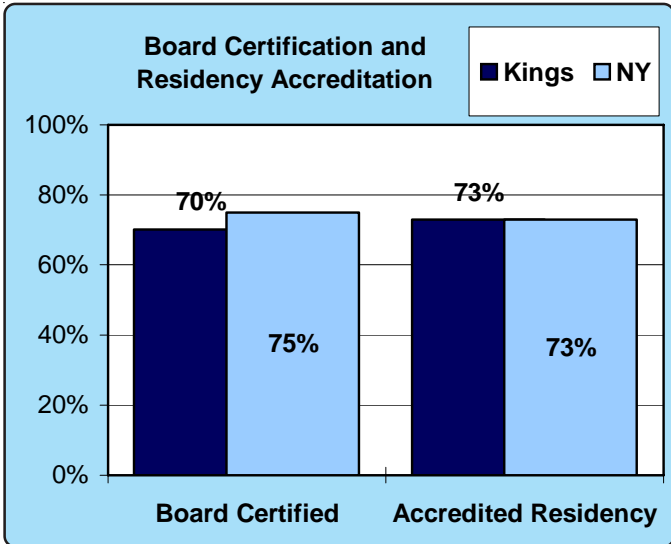 Board Certification and
Residency Accreditation
Kings NY
100%
80%
60%
40%
20%
0%
70%
75%
73%
73%
Board Certified Accredited Residency